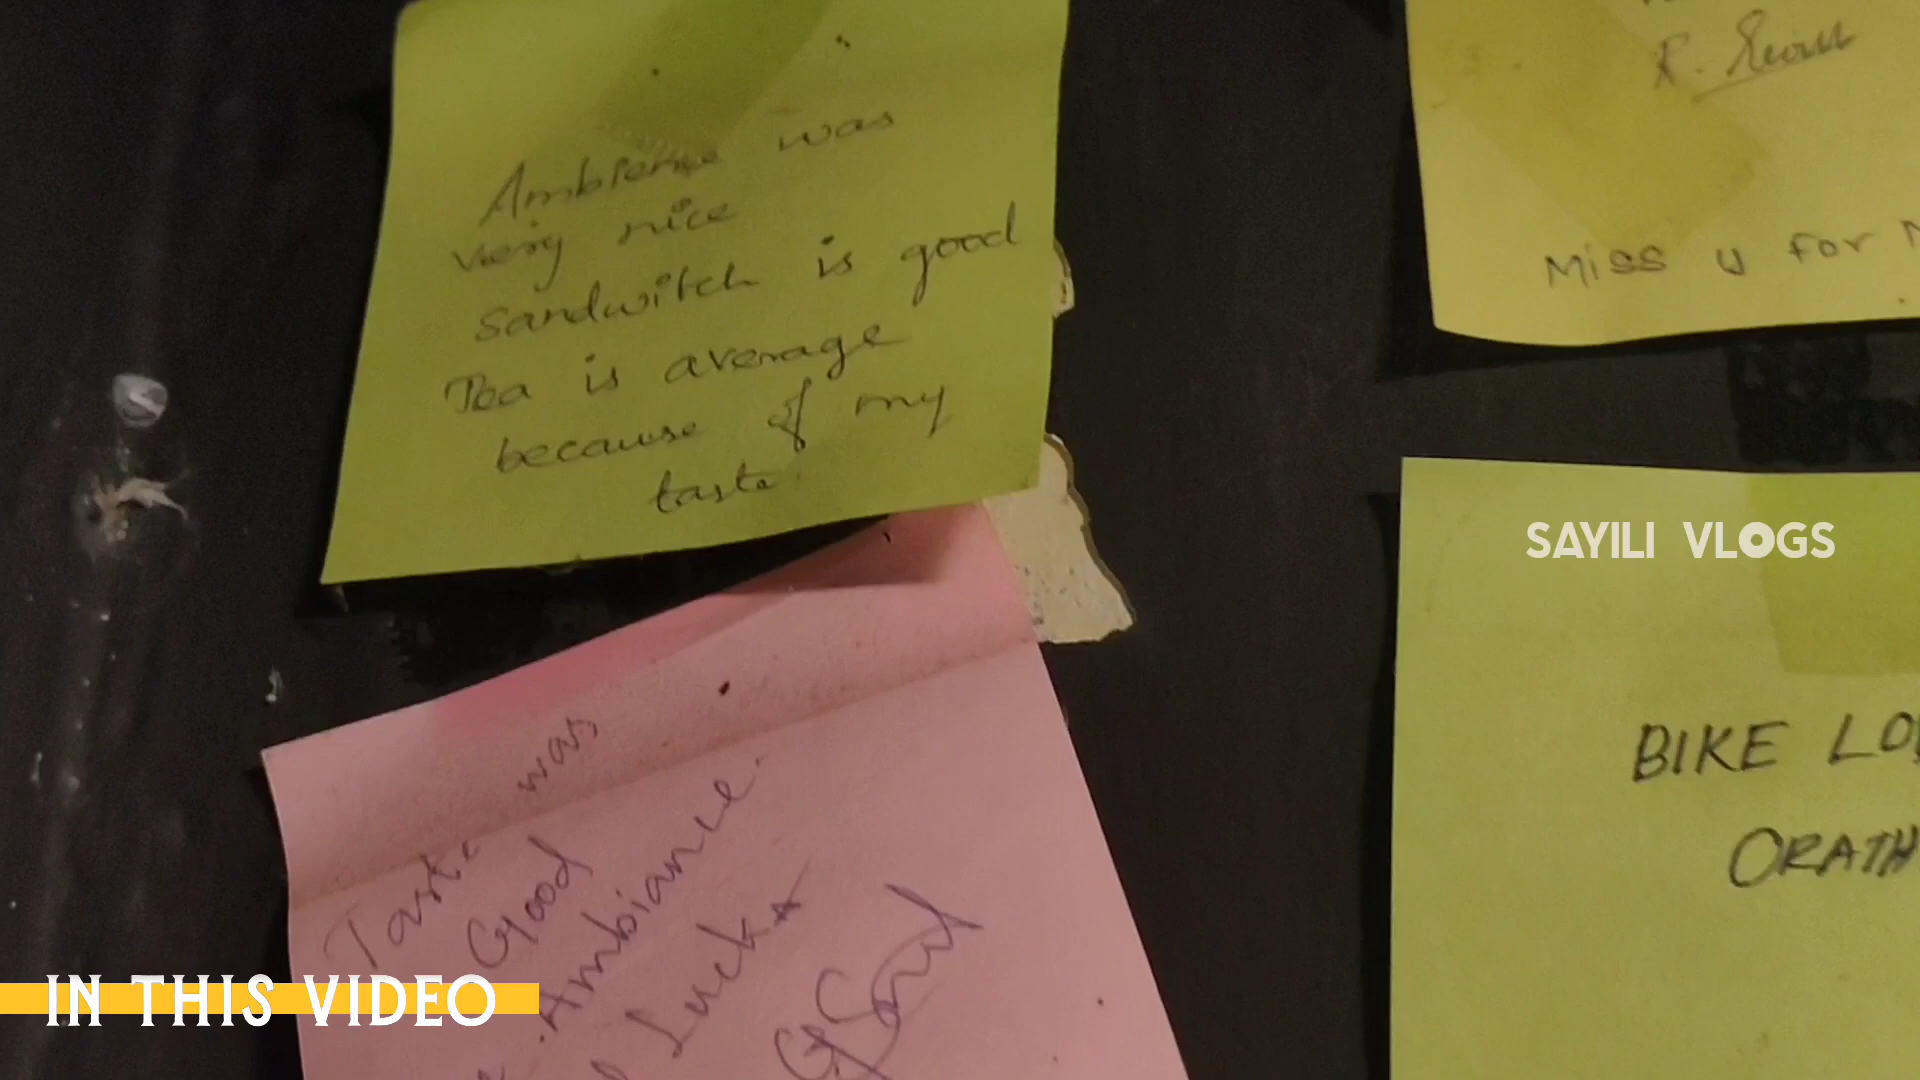 Ambience was
very nice
Sandwitch is good
Tea is average
because of my
taste.
R.
Miss u for
SAYILI VLOGS
BIKE
ORATH
Taste was
Good
Ambiance.
Luck
IN THIS VIDEO